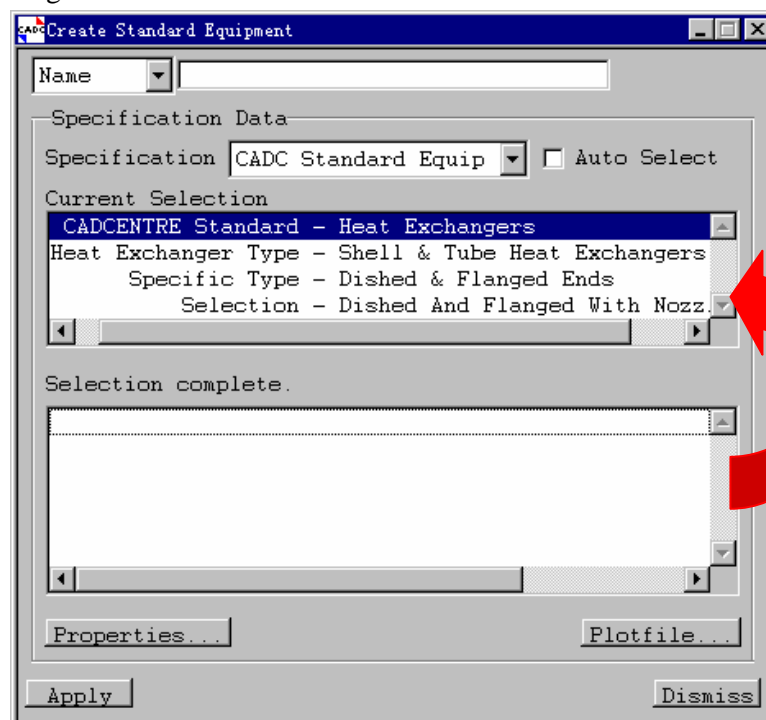 CADC Create Standard Equipment
Name
Specification Data
Specification CADC Standard Equip Auto Select
Current Selection
CADCENTRE Standard - Heat Exchangers
Heat Exchanger Type - Shell & Tube Heat Exchangers
Specific Type - Dished & Flanged Ends
Selection - Dished And Flanged With Nozz.
Selection complete.
Properties... Plotfile...
Apply Dismiss